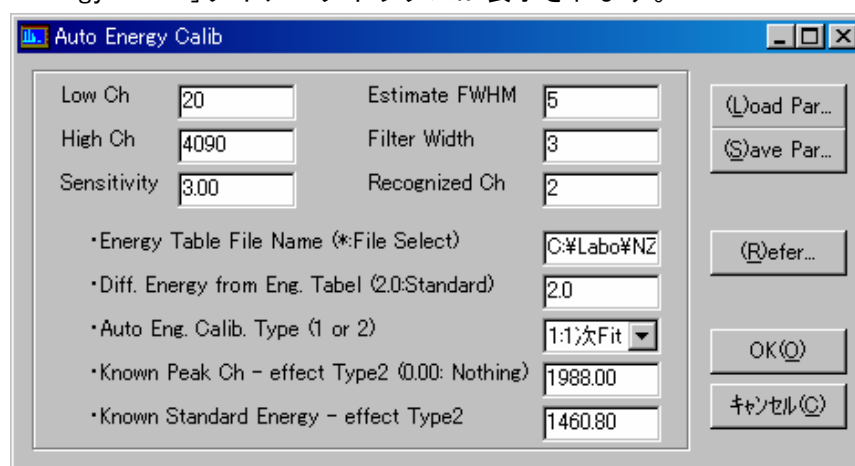 Auto Energy Calib
Low Ch 20 Estimate FWHM 5
(L)oad Par...
High Ch 4090 Filter Width 3
(S)ave Par...
Sensitivity 3.00 Recognized Ch 2
・Energy Table File Name (*:File Select) C:¥Labo¥NZ
(R)efer...
・Diff. Energy from Eng. Tabel (2.0:Standard) 2.0
・Auto Eng. Calib. Type (1 or 2) 1:1次Fit
OK(O)
・Known Peak Ch - effect Type2 (0.00: Nothing) 1988.00
キャンセル(C)
・Known Standard Energy - effect Type2 1460.80